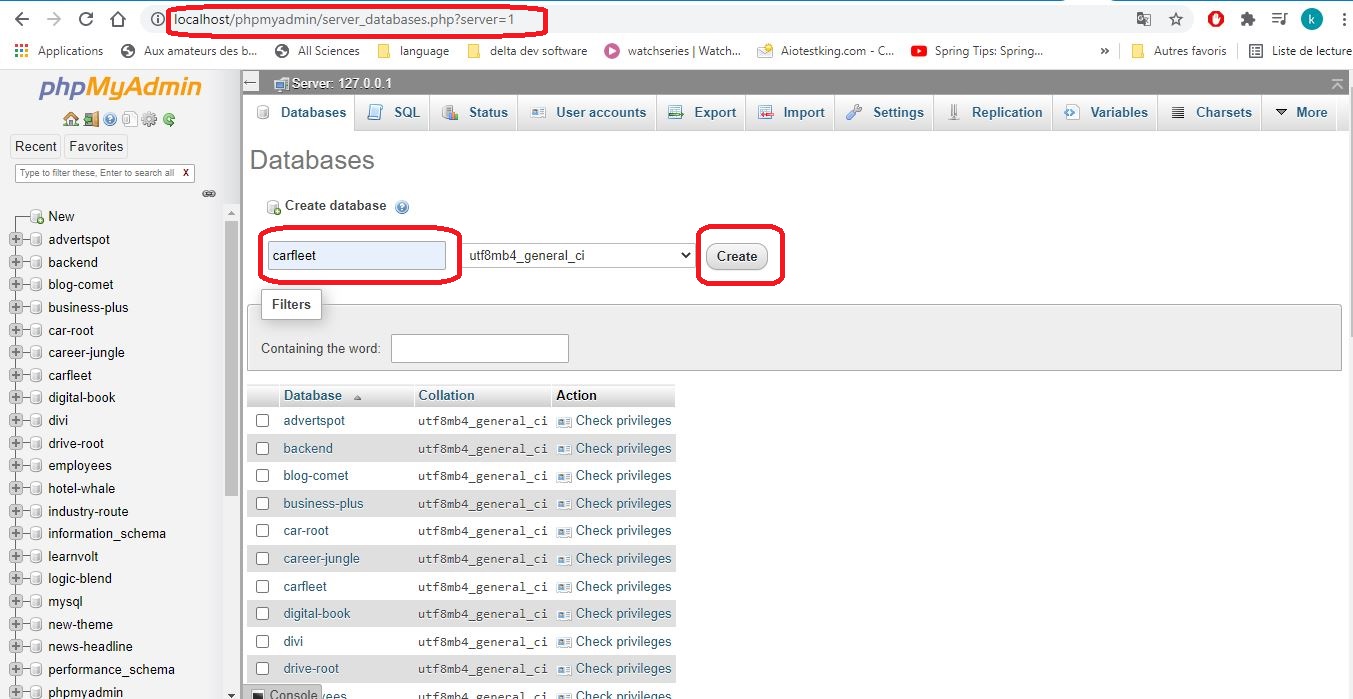 localhost/phpmyadmin/server_databases.php?server=1
Applications
Aux amateurs des b...
All Sciences
language
delta dev software
watchseries | Watch...
Aiotestking.com - C...
Spring Tips: Spring...
»
Autres favoris
Liste de lecture
k
phpMyAdmin
Recent
Favorites
Type to filter these, Enter to search all
X
New
advertspot
backend
blog-comet
business-plus
car-root
career-jungle
carfleet
digital-book
divi
drive-root
employees
hotel-whale
industry-route
information_schema
learnvolt
logic-blend
mysql
new-theme
news-headline
performance_schema
phpmyadmin
Server: 127.0.0.1
Databases
SQL
Status
User accounts
Export
Import
Settings
Replication
Variables
Charsets
More
Databases
Create database
carfleet
utf8mb4_general_ci
Create
Filters
Containing the word:
Database Collation Action
advertspot utf8mb4_general_ci Check privileges
backend utf8mb4_general_ci Check privileges
blog-comet utf8mb4_general_ci Check privileges
business-plus utf8mb4_general_ci Check privileges
car-root utf8mb4_general_ci Check privileges
career-jungle utf8mb4_general_ci Check privileges
carfleet utf8mb4_general_ci Check privileges
digital-book utf8mb4_general_ci Check privileges
divi utf8mb4_general_ci Check privileges
drive-root utf8mb4_general_ci Check privileges
utf8mb4_general_ci Check privileges
Console